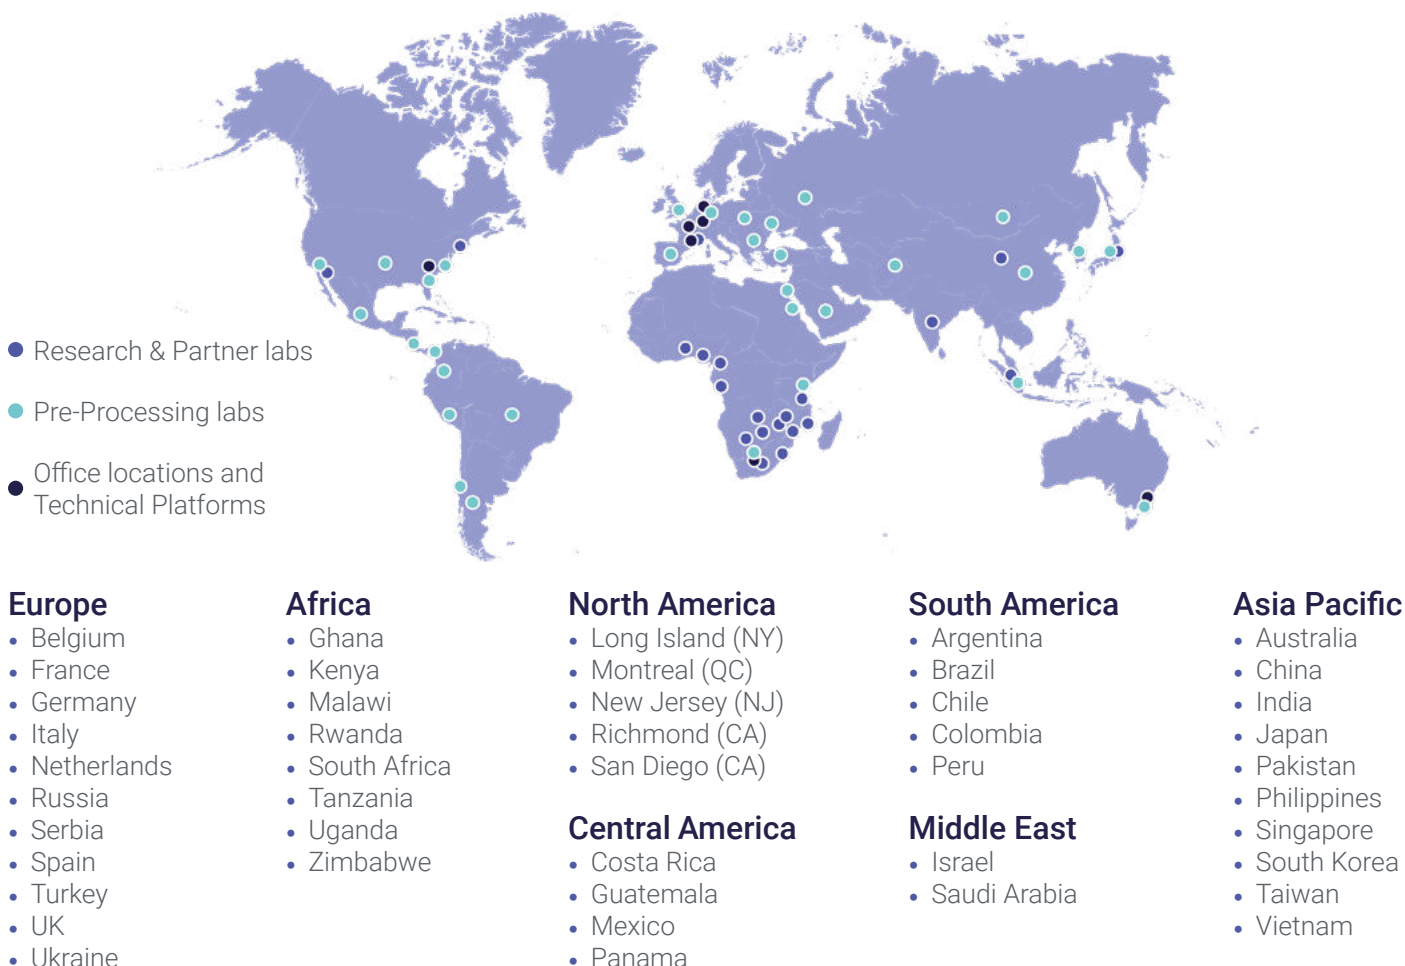 Research & Partner labs
Pre-Processing labs
Office locations and
Technical Platforms
Europe
• Belgium
• France
• Germany
• Italy
• Netherlands
• Russia
• Serbia
• Spain
• Turkey
• UK
• Ukraine
Africa
• Ghana
• Kenya
• Malawi
• Rwanda
• South Africa
• Tanzania
• Uganda
• Zimbabwe
North America
• Long Island (NY)
• Montreal (QC)
• New Jersey (NJ)
• Richmond (CA)
• San Diego (CA)
Central America
• Costa Rica
• Guatemala
• Mexico
• Panama
South America
• Argentina
• Brazil
• Chile
• Colombia
• Peru
Middle East
• Israel
• Saudi Arabia
Asia Pacific
• Australia
• China
• India
• Japan
• Pakistan
• Philippines
• Singapore
• South Korea
• Taiwan
• Vietnam